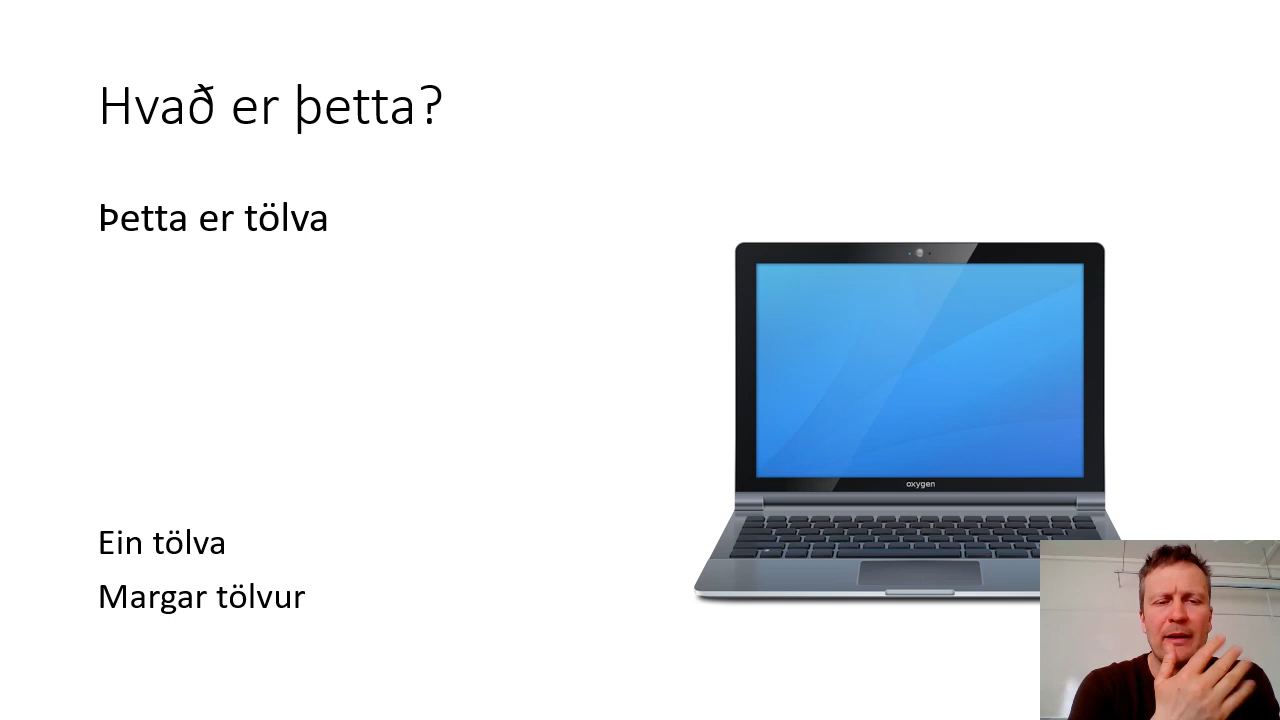 Hvað er þetta?
Þetta er tölva
oxygen
Ein tölva
Margar tölvur